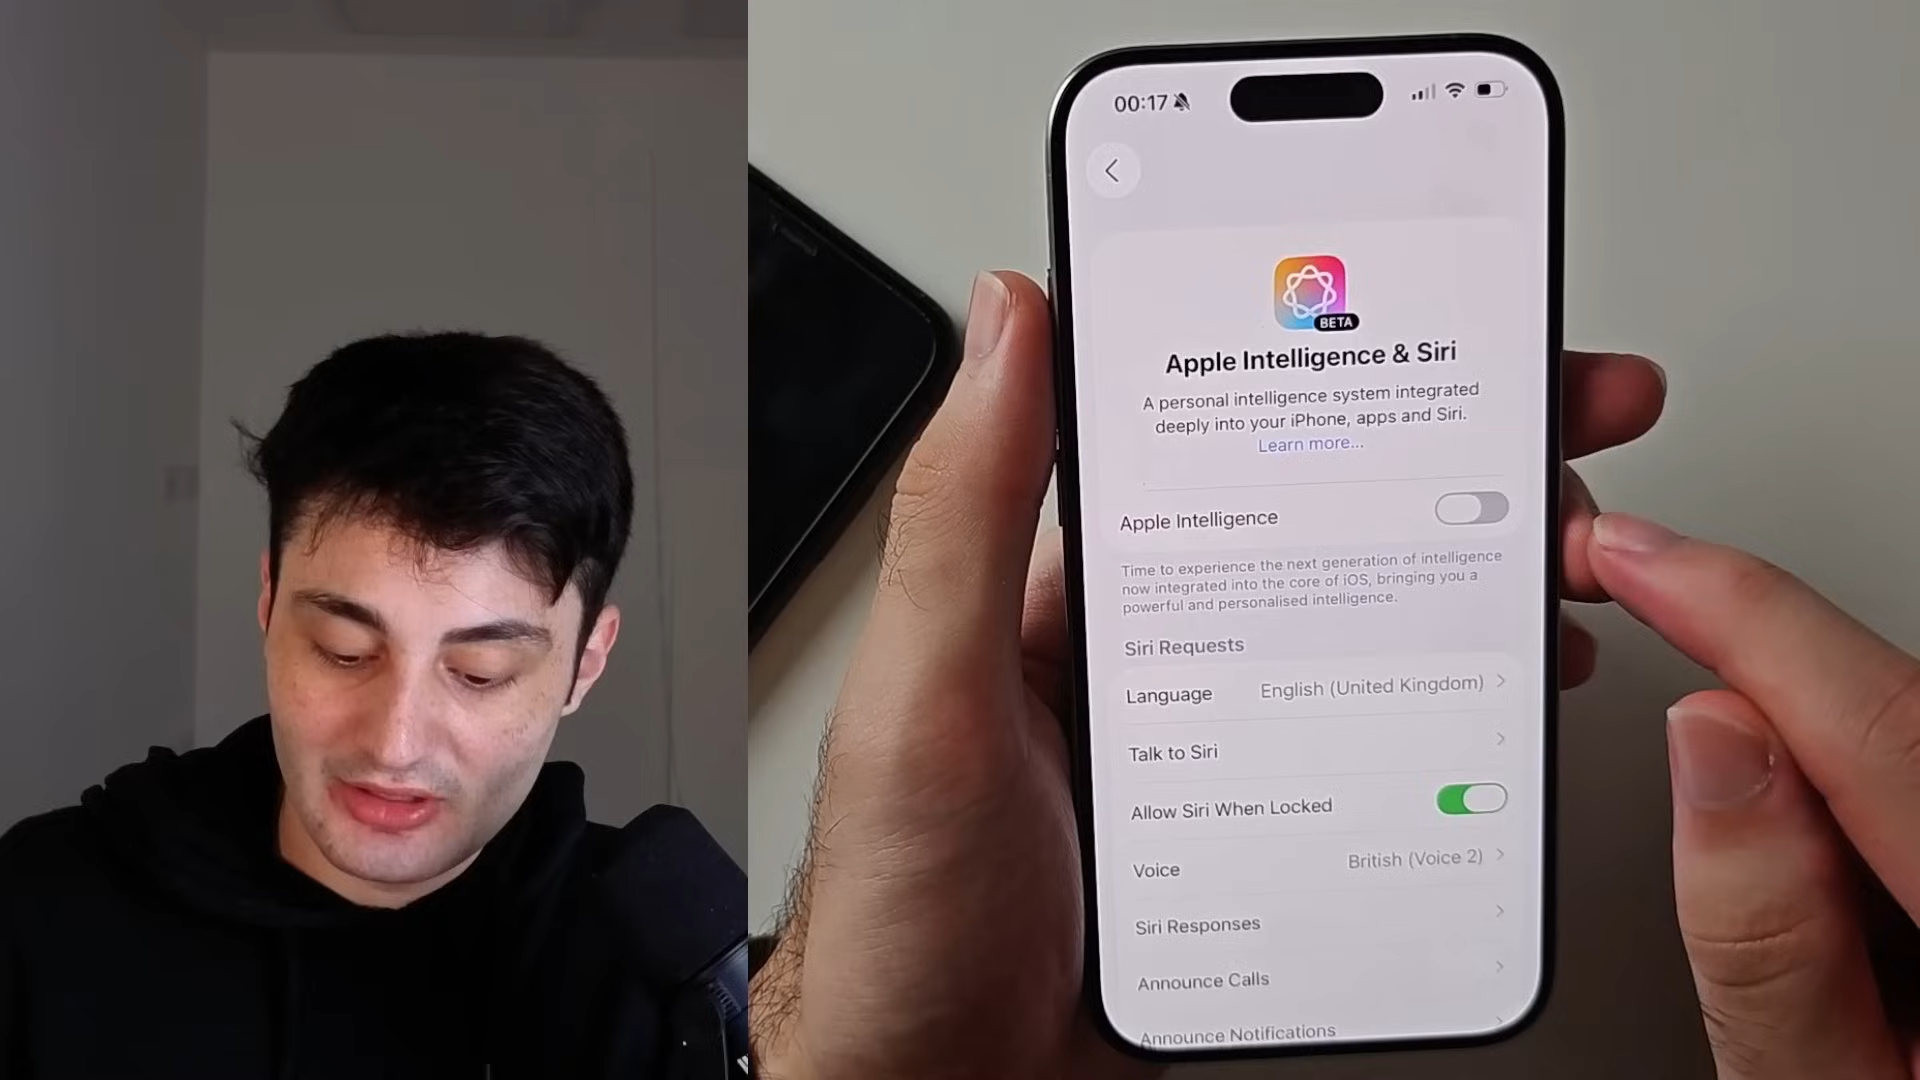 00:17
BETA
Apple Intelligence & Siri
A personal intelligence system integrated
deeply into your iPhone, apps and Siri.
Learn more...
Apple Intelligence
Time to experience the next generation of intelligence
now integrated into the core of iOS, bringing you a
powerful and personalised intelligence.
Siri Requests
Language English (United Kingdom)
Talk to Siri
Allow Siri When Locked
Voice British (Voice 2)
Siri Responses
Announce Calls
Announce Notifications